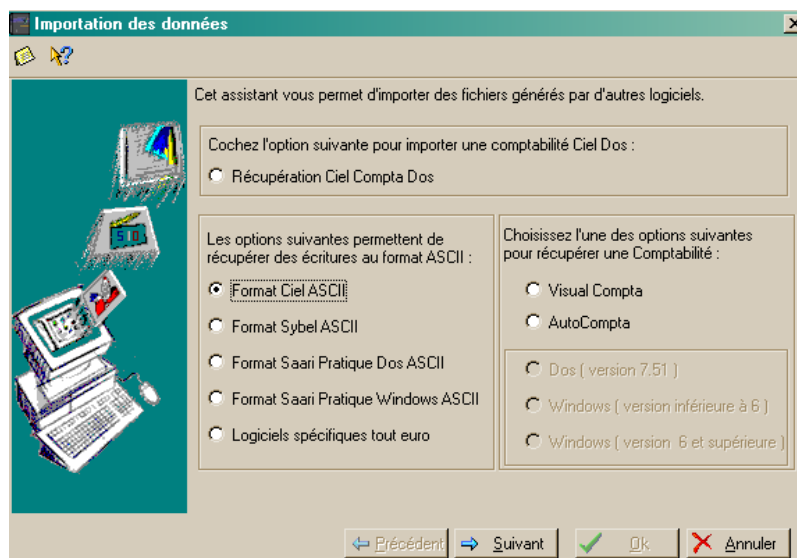 Importation des données
Cet assistant vous permet d'importer des fichiers générés par d'autres logiciels.
Cochez l'option suivante pour importer une comptabilité Ciel Dos :
Récupération Ciel Compta Dos
Les options suivantes permettent de
récupérer des écritures au format ASCII :
Format Ciel ASCII
Format Sybel ASCII
Format Saari Pratique Dos ASCII
Format Saari Pratique Windows ASCII
Logiciels spécifiques tout euro
Choisissez l'une des options suivantes
pour récupérer une Comptabilité :
Visual Compta
AutoCompta
Dos ( version 7.51 )
Windows ( version inférieure à 6 )
Windows ( version 6 et supérieure )
Précédent
Suivant
Ok
Annuler